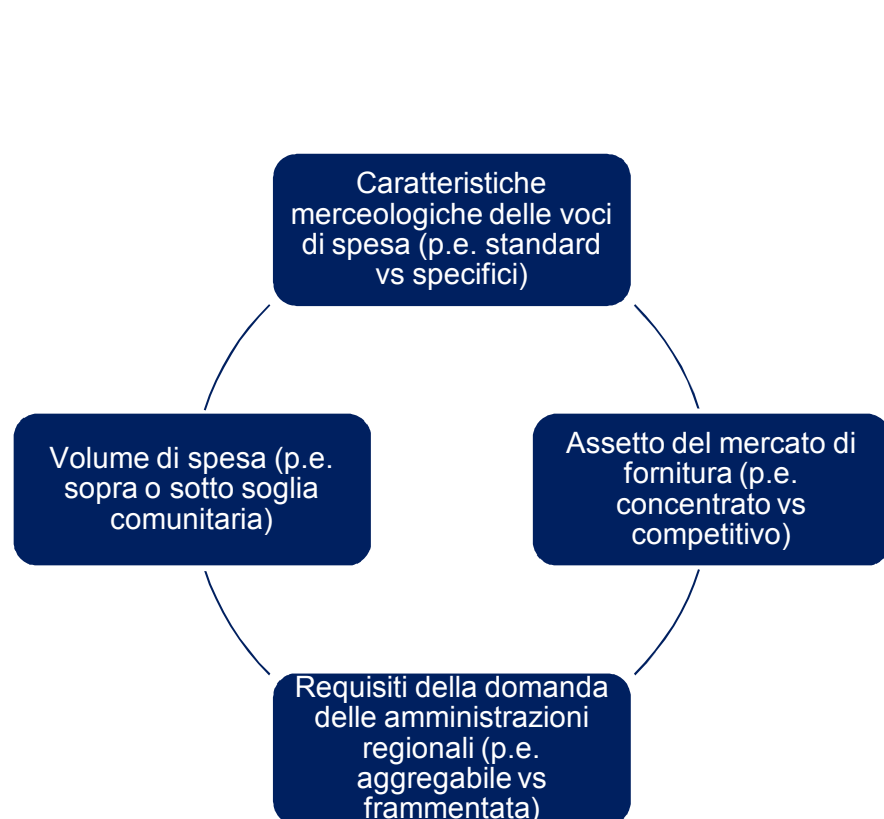 Caratteristiche
merceologiche delle voci
di spesa (p.e. standard
vs specifici)
Volume di spesa (p.e.
sopra o sotto soglia
comunitaria)
Assetto del mercato di
fornitura (p.e.
concentrato vs
competitivo)
Requisiti della domanda
delle amministrazioni
regionali (p.e.
aggregabile vs
frammentata)